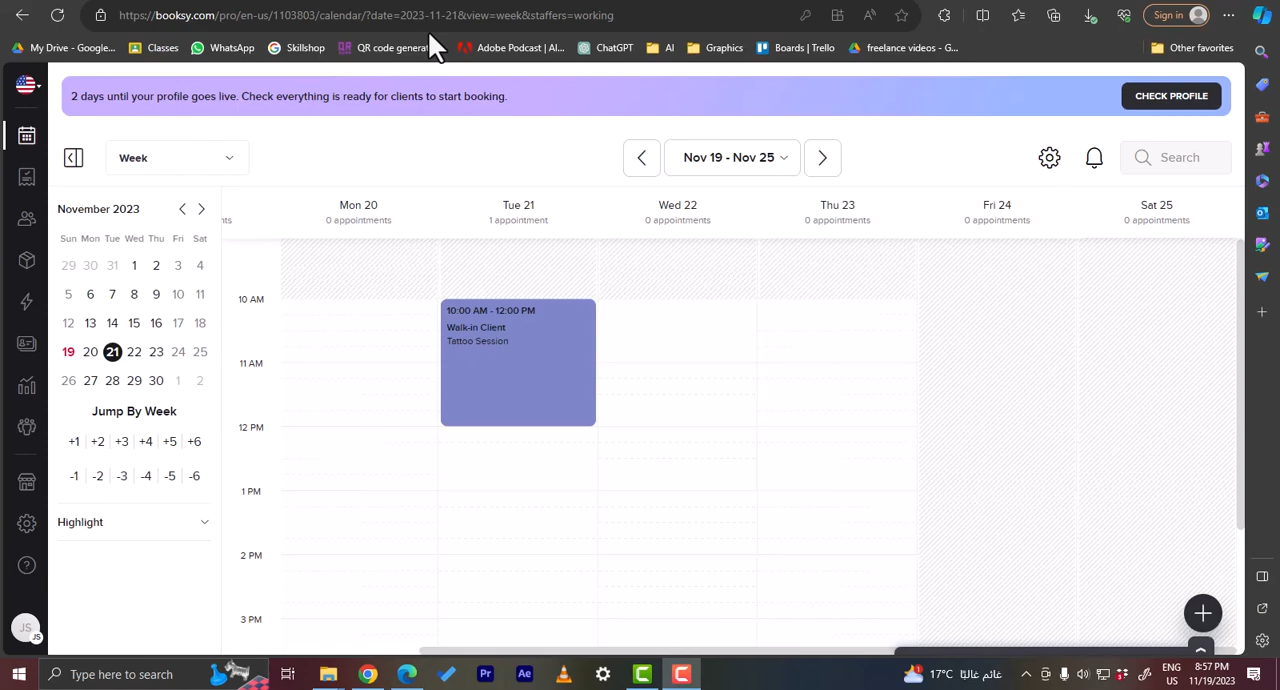 https://booksy.com/pro/en-us/1103803/calendar/?date=2023-11-21&view=week&staffers=working
Sign in
My Drive - Google...
Classes
WhatsApp
Skillshop
QR code general
Adobe Podcast | Al...
ChatGPT
AI
Graphics
Boards | Trello
freelance videos - G...
Other favorites
2 days until your profile goes live. Check everything is ready for clients to start booking.
CHECK PROFILE
Week
Nov 19 - Nov 25
Search
November 2023
Sun Mon Tue Wed Thu Fri Sat
29 30 31 1 2 3 4
5 6 7 8 9 10 11
12 13 14 15 16 17 18
19 20 21 22 23 24 25
26 27 28 29 30 1 2
Jump By Week
+1 +2 +3 +4 +5 +6
-1 -2 -3 -4 -5 -6
Highlight
nts
Mon 20
0 appointments
Tue 21
1 appointment
Wed 22
0 appointments
Thu 23
0 appointments
Fri 24
0 appointments
Sat 25
0 appointments
10 AM
11 AM
12 PM
1 PM
2 PM
3 PM
10:00 AM - 12:00 PM
Walk-in Client
Tattoo Session
JS
JS
Type here to search
Pr
Ae
17°C غائم غالبًا
ENG
US
8:57 PM
11/19/2023